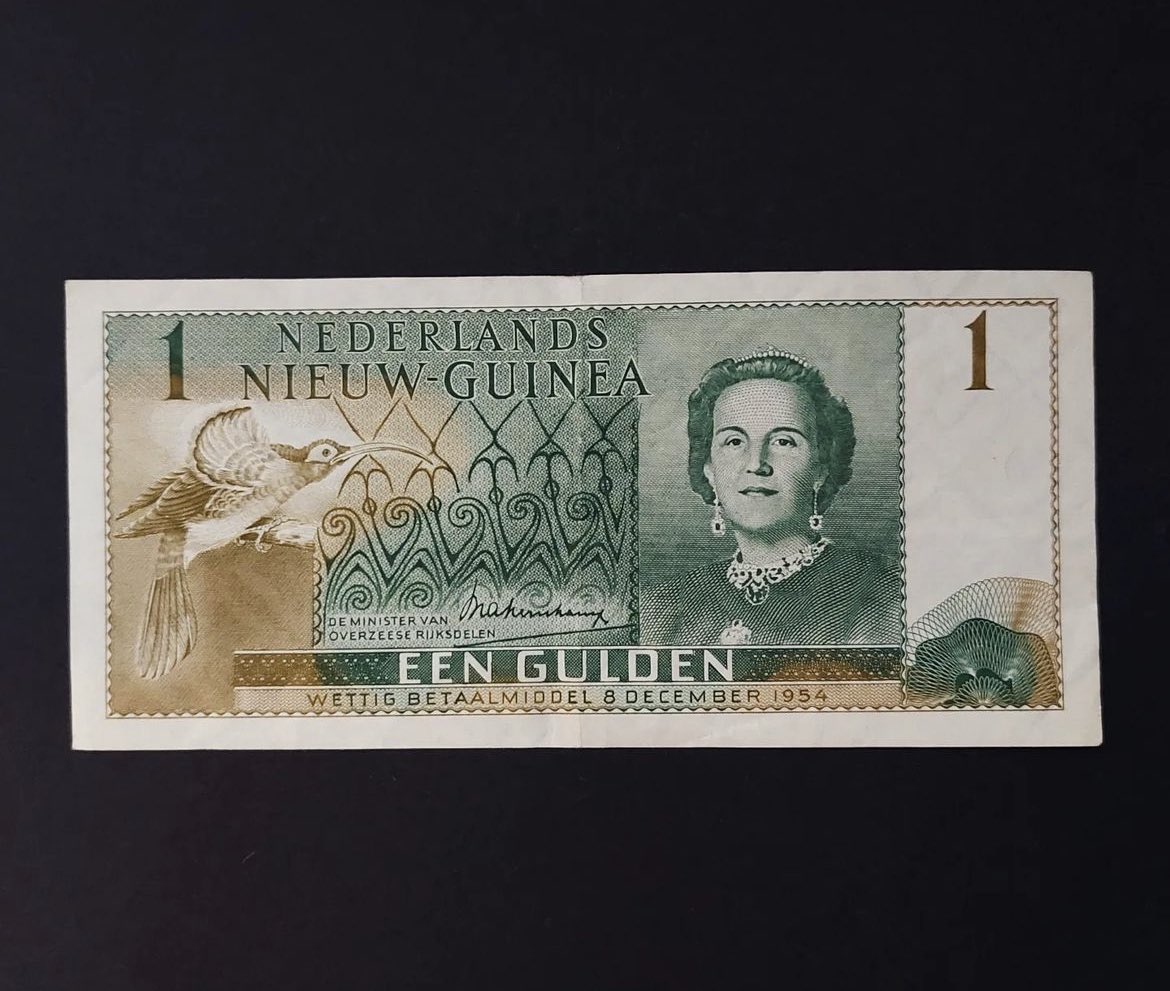 1
NEDERLANDS
NIEUW-GUINEA
1
DE MINISTER VAN
OVERZEESE RIJKSDELEN
EEN GULDEN
WETTIG BETAALMIDDEL 8 DECEMBER 1954